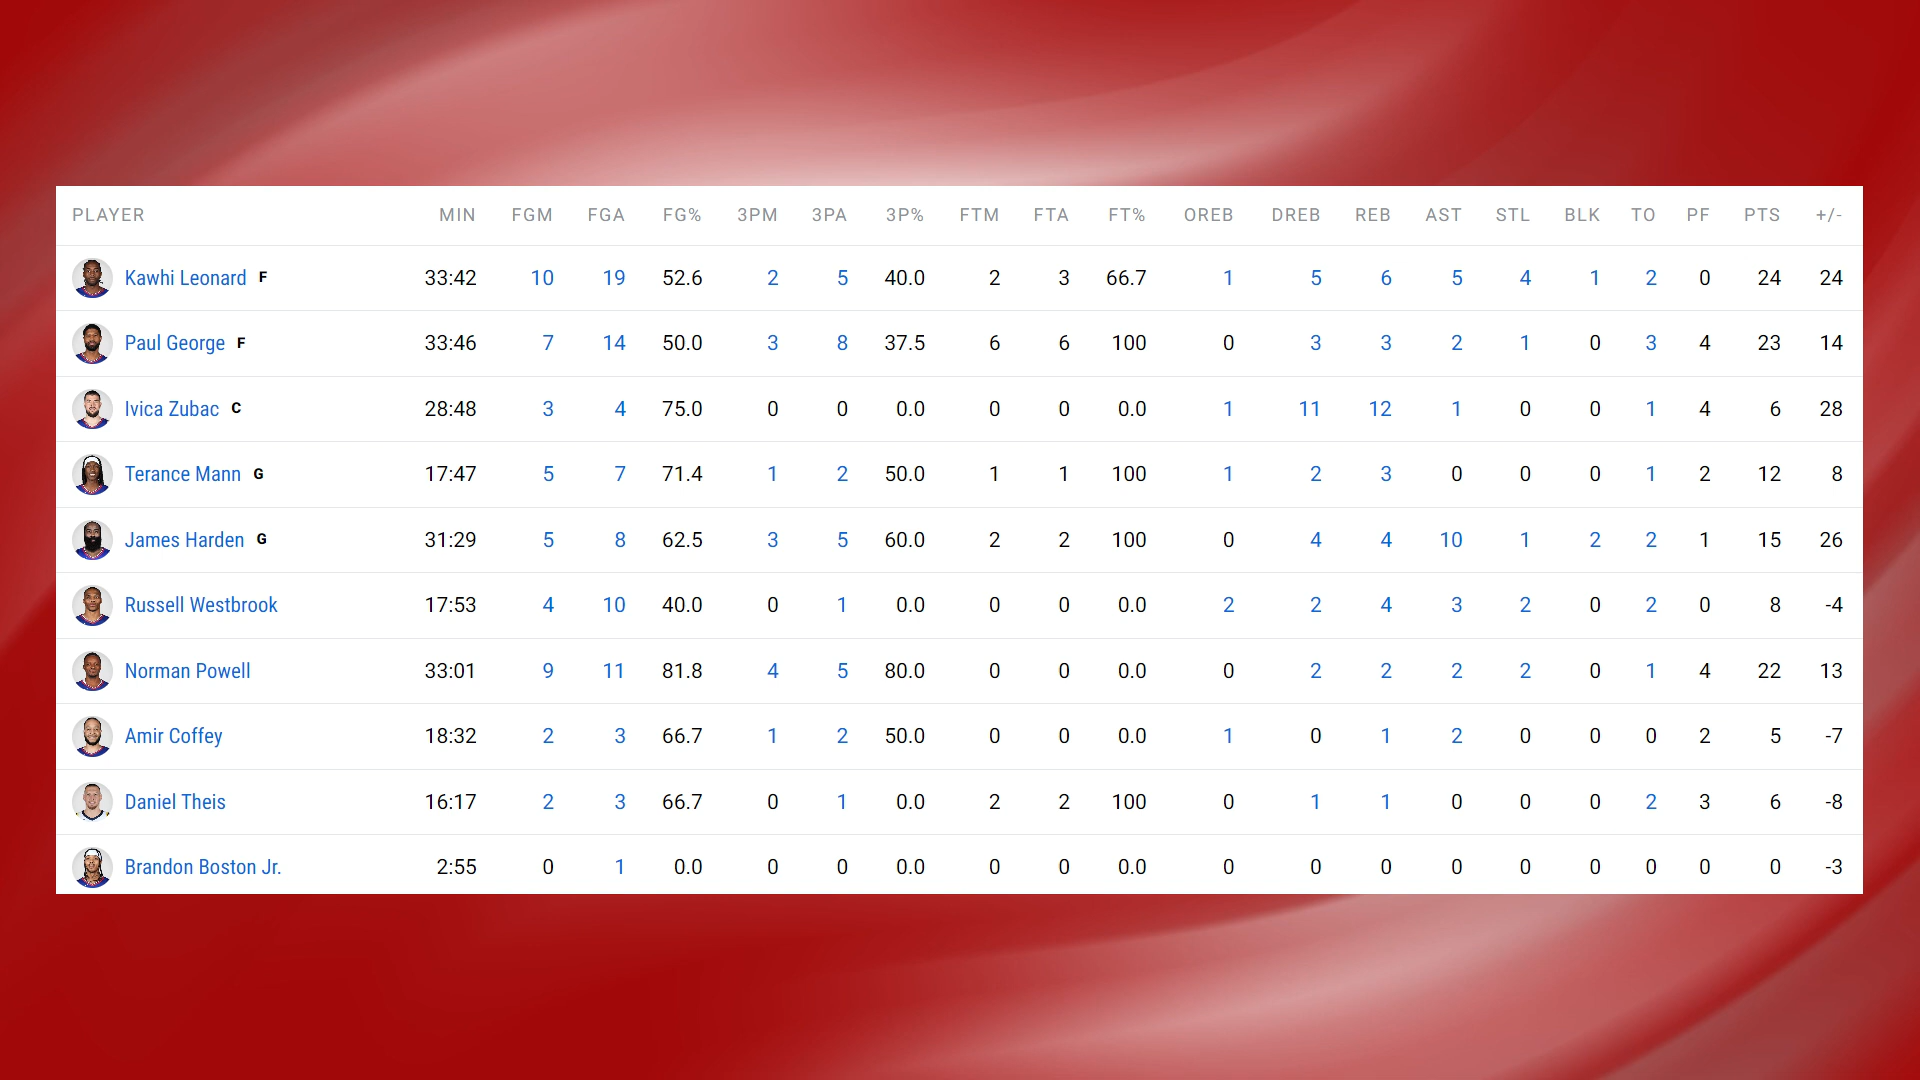 PLAYER MIN FGM FGA FG% 3PM 3PA 3P% FTM FTA FT% OREB DREB REB AST STL BLK TO PF PTS +/-
Kawhi Leonard F 33:42 10 19 52.6 2 5 40.0 2 3 66.7 1 5 6 5 4 1 2 0 24 24
Paul George F 33:46 7 14 50.0 3 8 37.5 6 6 100 0 3 3 2 1 0 3 4 23 14
Ivica Zubac C 28:48 3 4 75.0 0 0 0.0 0 0 0.0 1 11 12 1 0 0 1 4 6 28
Terance Mann G 17:47 5 7 71.4 1 2 50.0 1 1 100 1 2 3 0 0 0 1 2 12 8
James Harden G 31:29 5 8 62.5 3 5 60.0 2 2 100 0 4 4 10 1 2 2 1 15 26
Russell Westbrook 17:53 4 10 40.0 0 1 0.0 0 0 0.0 2 2 4 3 2 0 2 0 8 -4
Norman Powell 33:01 9 11 81.8 4 5 80.0 0 0 0.0 0 2 2 2 2 0 1 4 22 13
Amir Coffey 18:32 2 3 66.7 1 2 50.0 0 0 0.0 1 0 1 2 0 0 0 2 5 -7
Daniel Theis 16:17 2 3 66.7 0 1 0.0 2 2 100 0 1 1 0 0 0 2 3 6 -8
Brandon Boston Jr. 2:55 0 1 0.0 0 0 0.0 0 0 0.0 0 0 0 0 0 0 0 0 0 -3